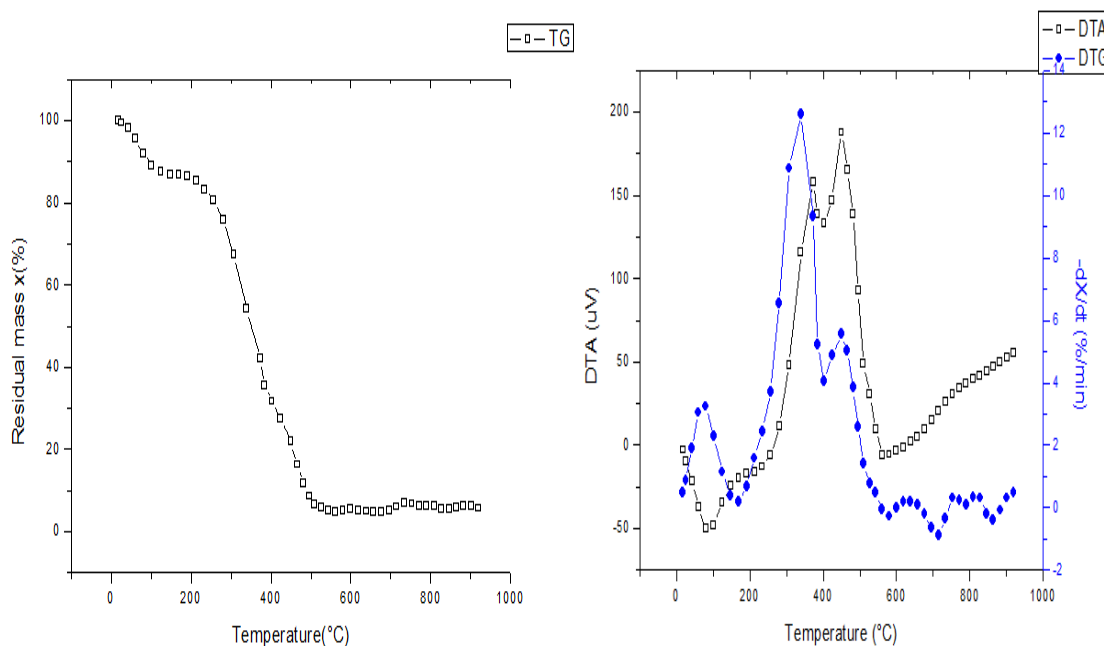 TG
100
80
60
40
20
0
Residual mass x(%)
0 200 400 600 800 1000
Temperature(°C)
DTA
DTG
200
150
100
50
0
-50
DTA (uV)
14
12
10
8
6
4
2
0
-2
-dX/dt (%/min)
0 200 400 600 800 1000
Temperature (°C)